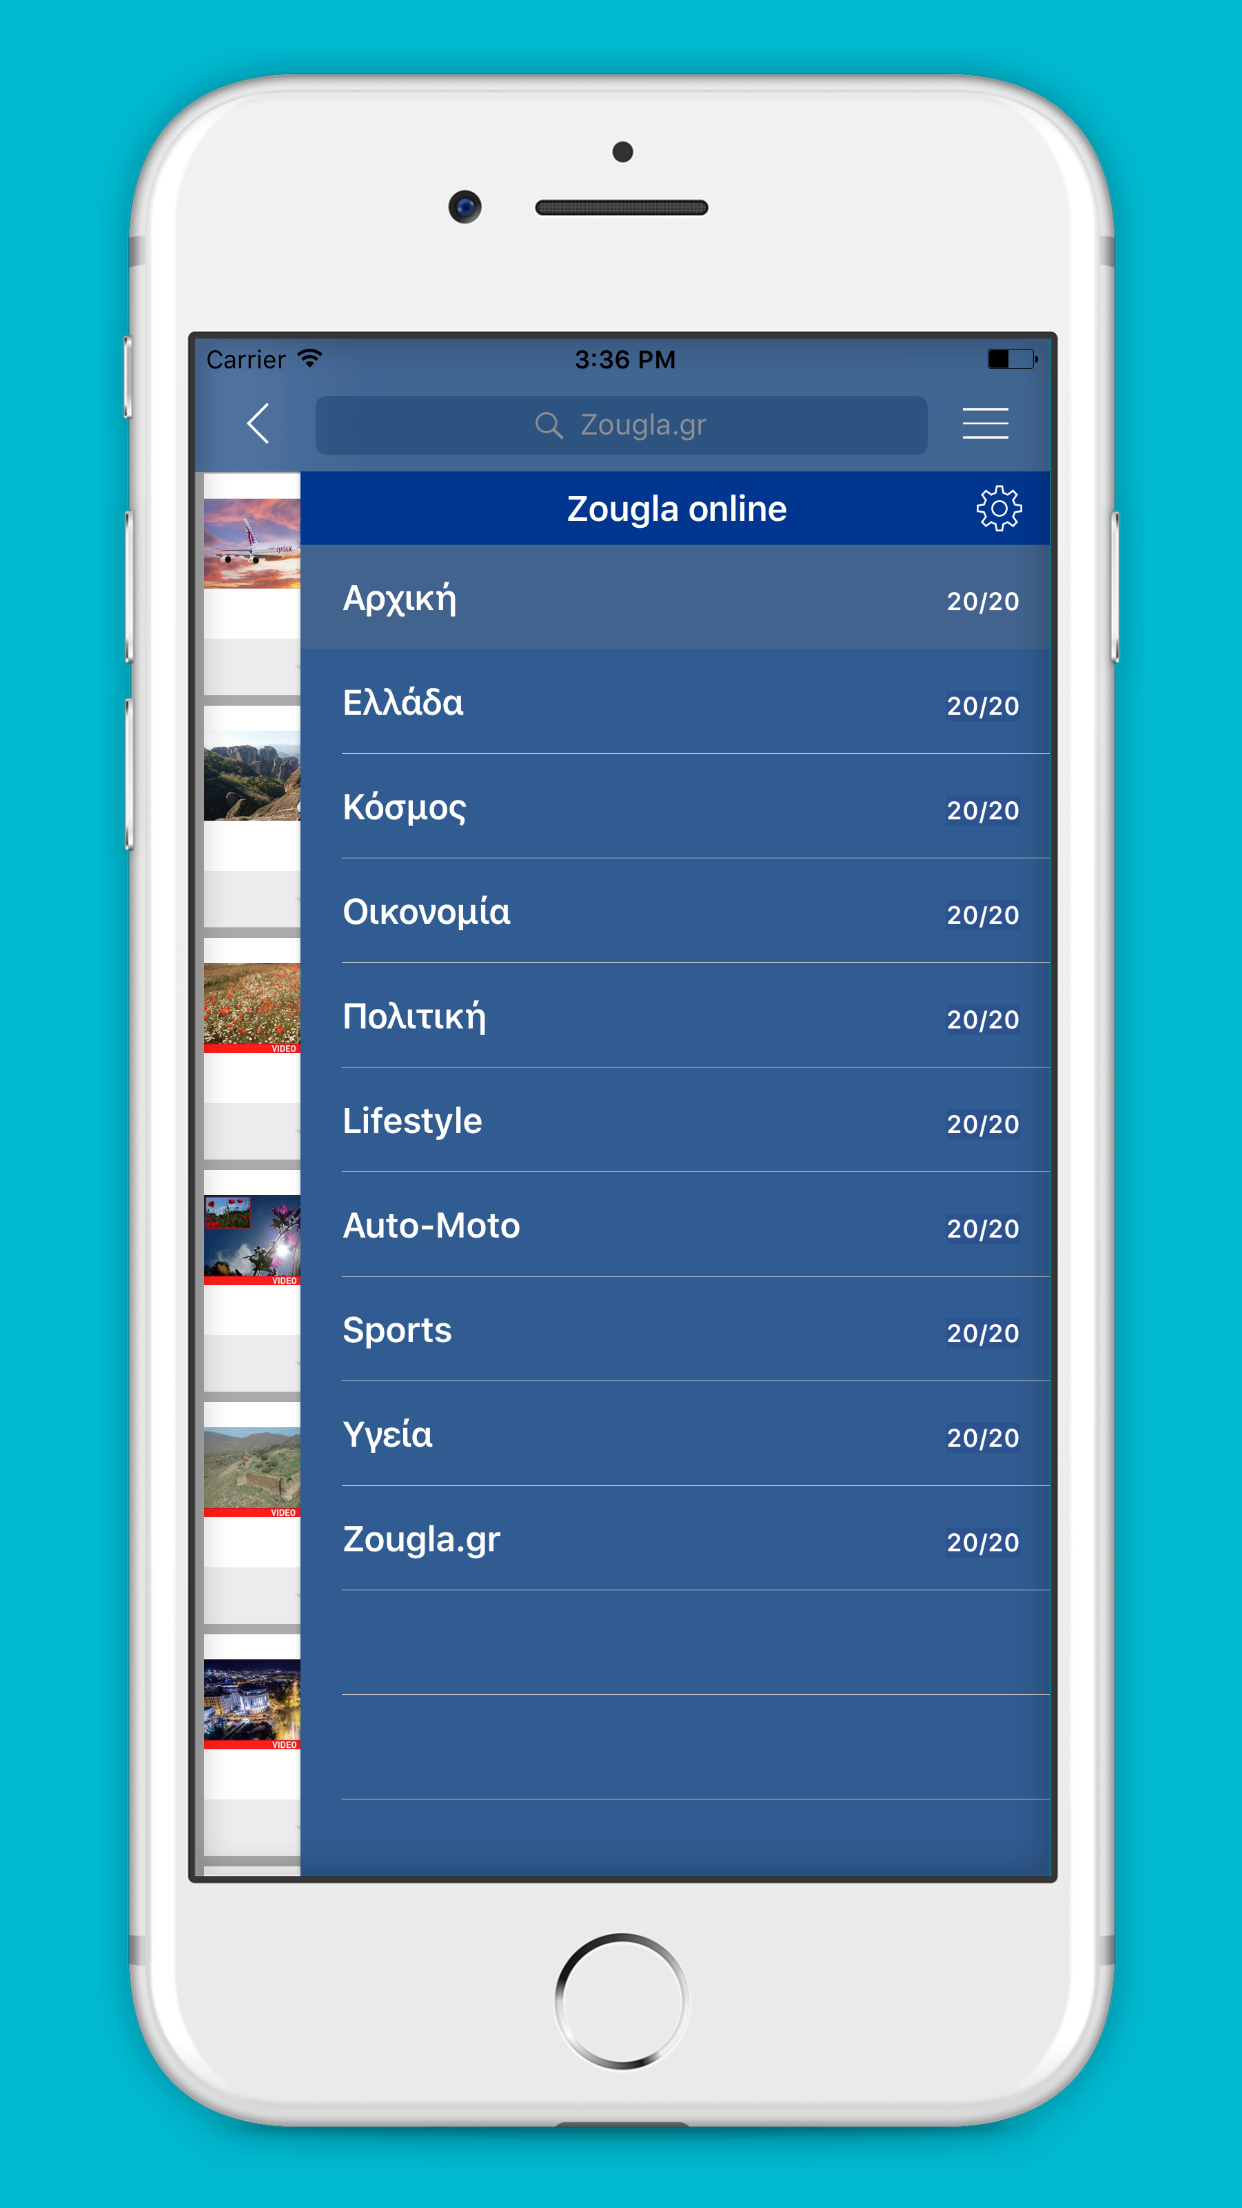 Carrier 3:36 PM
Zougla.gr
Zougla online
Αρχική 20/20
Ελλάδα 20/20
Κόσμος 20/20
Οικονομία 20/20
Πολιτική 20/20
Lifestyle 20/20
Auto-Moto 20/20
Sports 20/20
Υγεία 20/20
Zougla.gr 20/20
QATAR
VIDEO
VIDEO
VIDEO
VIDEO